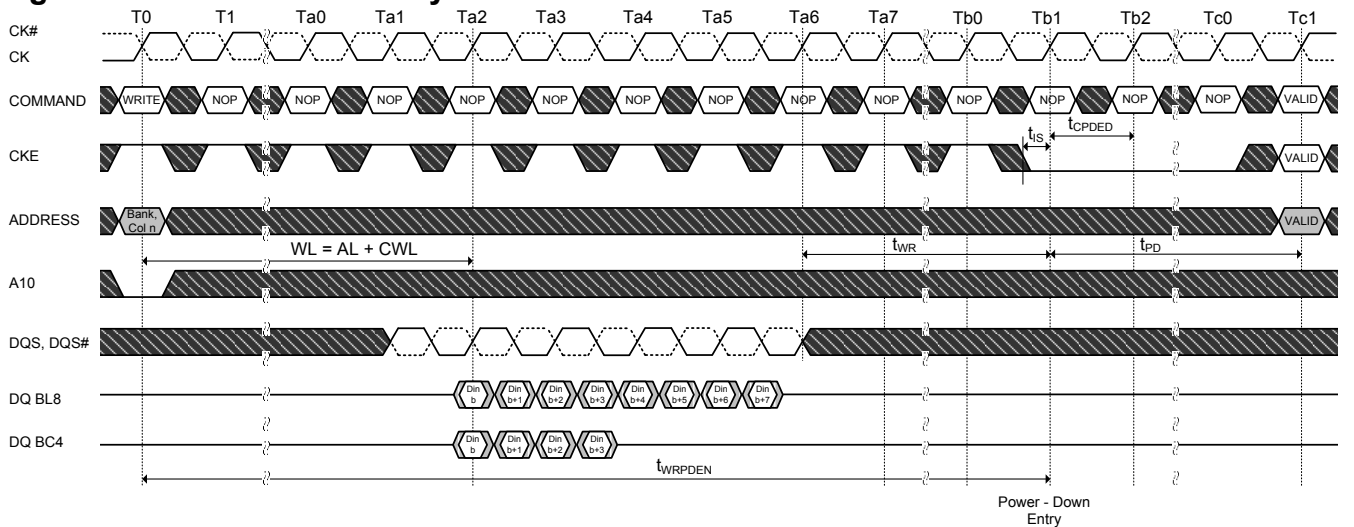 T0 T1 Ta0 Ta1 Ta2 Ta3 Ta4 Ta5 Ta6 Ta7 Tb0 Tb1 Tb2 Tc0 Tc1
CK#
CK
COMMAND WRITE NOP NOP NOP NOP NOP NOP NOP NOP NOP NOP NOP NOP NOP VALID
tIS tCPDED
CKE VALID
ADDRESS Bank, Col n VALID
WL = AL + CWL tWR tPD
A10
DQS, DQS#
DQ BL8 Din b Din b+1 Din b+2 Din b+3 Din b+4 Din b+5 Din b+6 Din b+7
DQ BC4 Din b Din b+1 Din b+2 Din b+3
tWRPDEN
Power - Down
Entry